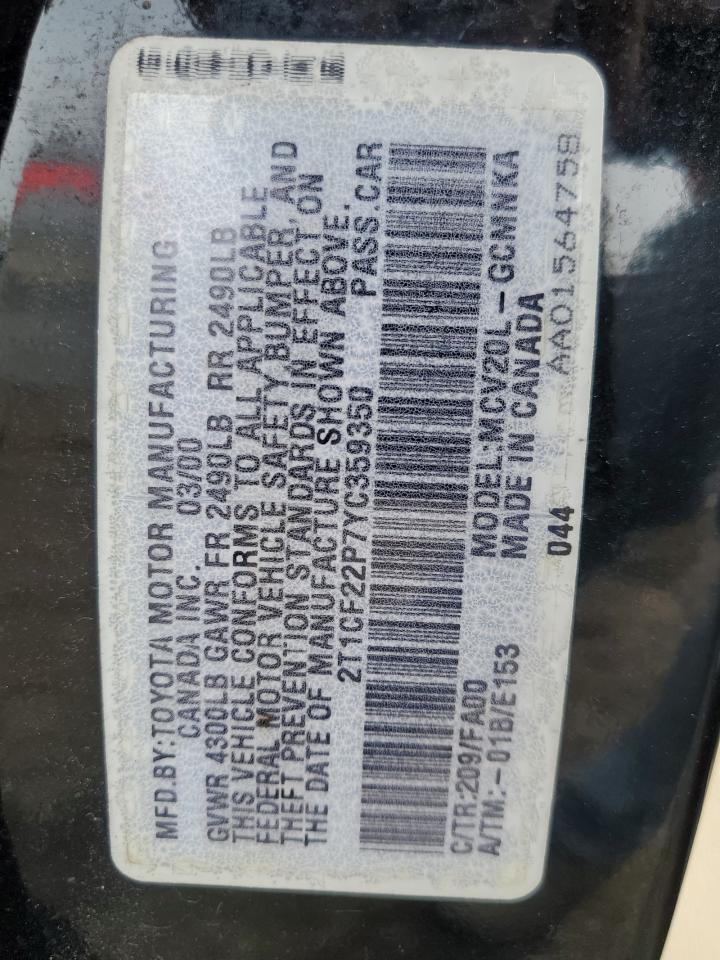 MFD.BY:TOYOTA MOTOR MANUFACTURING
CANADA INC. 03/00
GVWR 4300LB GAWR FR 2490LB RR 2490LB
THIS VEHICLE CONFORMS TO ALL APPLICABLE
FEDERAL MOTOR VEHICLE SAFETY,BUMPER, AND
THEFT PREVENTION STANDARDS IN EFFECT ON
THE DATE OF MANUFACTURE SHOWN ABOVE.
2T1CF22P7YC359350 PASS.CAR
C/TR:209/FA00 MODEL:MCV20L-GCMNKA
A/TM:-01B/E153 MADE IN CANADA
044 AA01564758